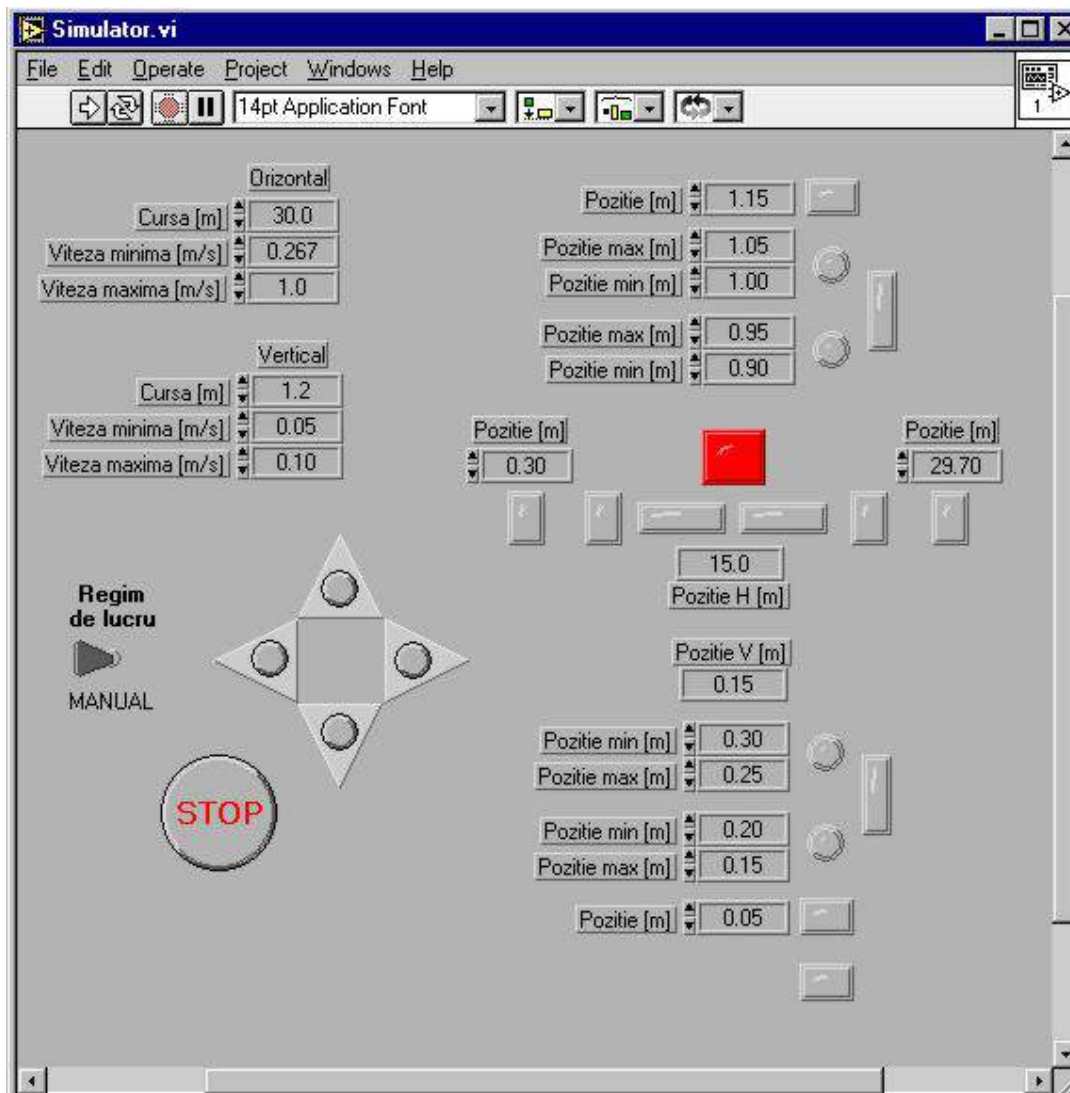 Simulator.vi
File Edit Operate Project Windows Help
14pt Application Font
1
Orizontal
Cursa [m] 30.0
Viteza minima [m/s] 0.267
Viteza maxima [m/s] 1.0
Vertical
Cursa [m] 1.2
Viteza minima [m/s] 0.05
Viteza maxima [m/s] 0.10
Regim
de lucru
MANUAL
STOP
Pozitie [m] 1.15
Pozitie max [m] 1.05
Pozitie min [m] 1.00
Pozitie max [m] 0.95
Pozitie min [m] 0.90
Pozitie [m]
0.30
Pozitie [m]
29.70
15.0
Pozitie H [m]
Pozitie V [m]
0.15
Pozitie min [m] 0.30
Pozitie max [m] 0.25
Pozitie min [m] 0.20
Pozitie max [m] 0.15
Pozitie [m] 0.05